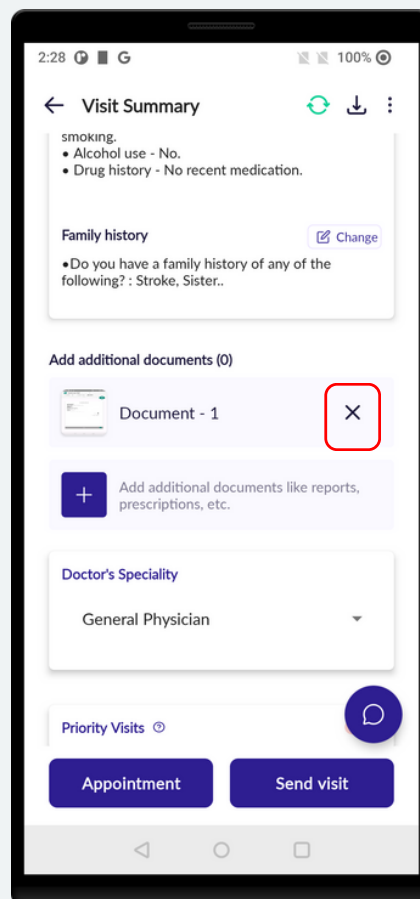 2:28 G 100%
Visit Summary
smoking.
• Alcohol use - No.
• Drug history - No recent medication.
Family history Change
•Do you have a family history of any of the
following? : Stroke, Sister..
Add additional documents (0)
Document - 1
Add additional documents like reports,
prescriptions, etc.
Doctor's Speciality
General Physician
Priority Visits
Appointment Send visit